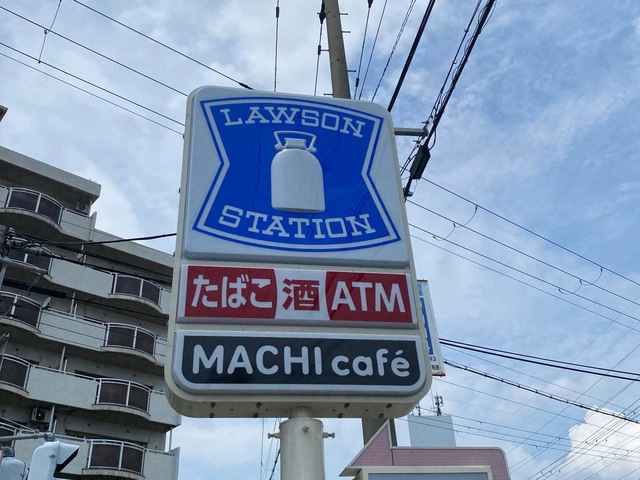 LAWSON
STATION
たばこ 酒 ATM
MACHI café